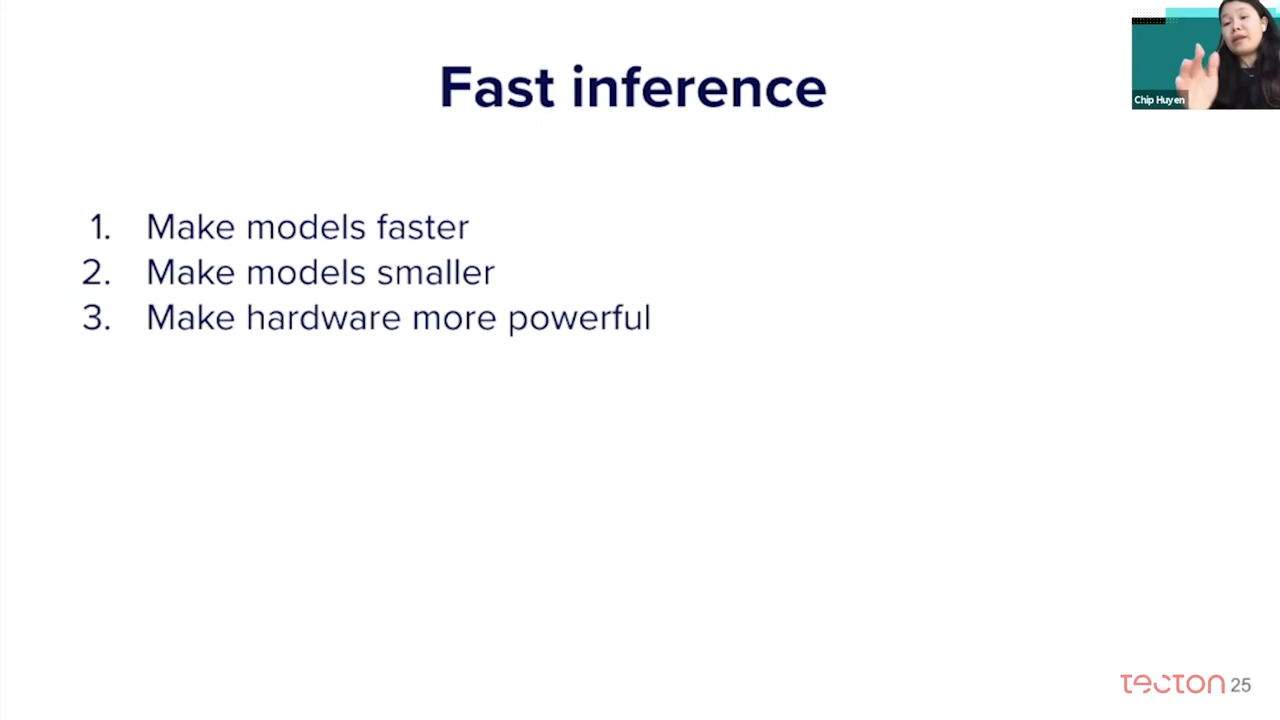 Fast inference
Chip Huyen
1. Make models faster
2. Make models smaller
3. Make hardware more powerful
tecton 25